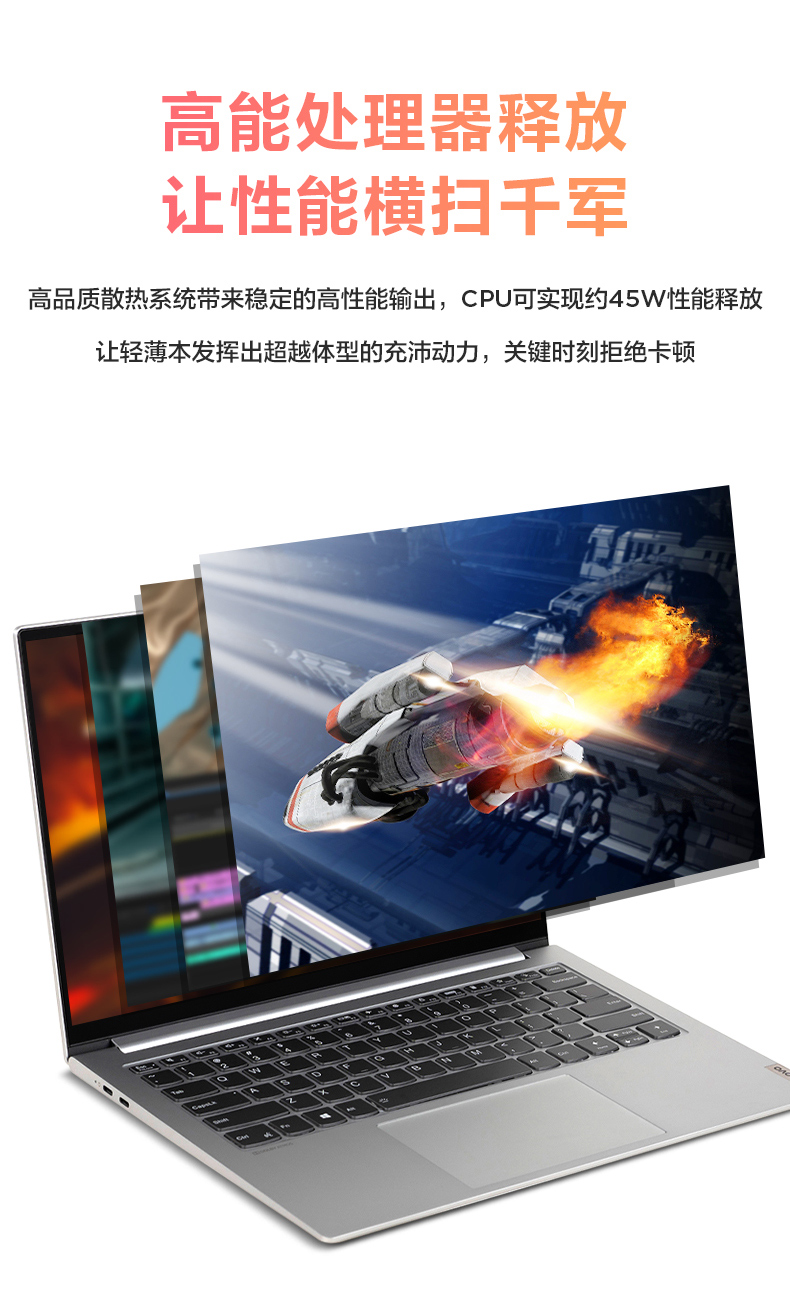 高能处理器释放
让性能横扫千军
高品质散热系统带来稳定的高性能输出，CPU可实现约45W性能释放
让轻薄本发挥出超越体型的充沛动力，关键时刻拒绝卡顿